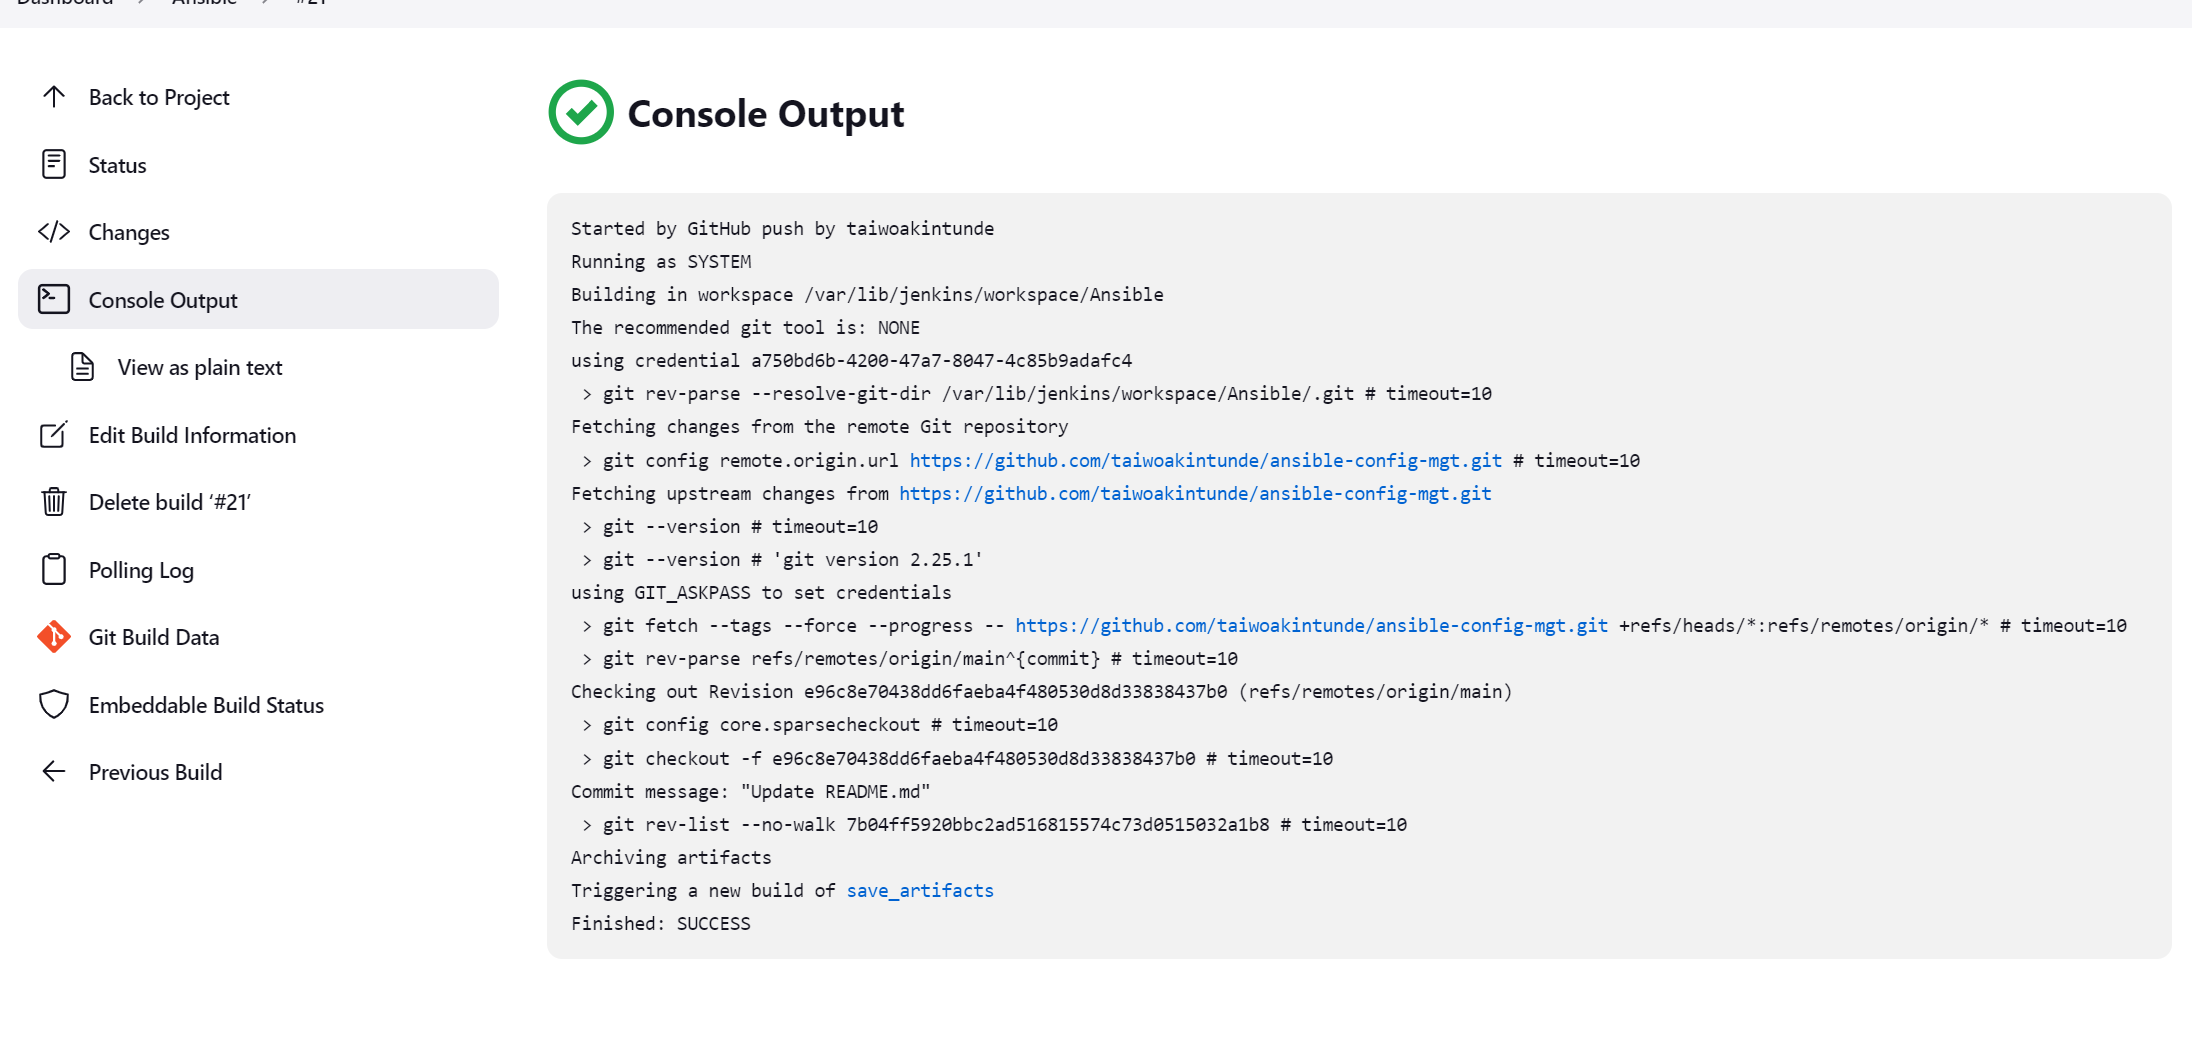 Dashboard > Ansible > #21
Back to Project
Status
Changes
Console Output
View as plain text
Edit Build Information
Delete build ‘#21’
Polling Log
Git Build Data
Embeddable Build Status
Previous Build
Console Output
Started by GitHub push by taiwoakintunde
Running as SYSTEM
Building in workspace /var/lib/jenkins/workspace/Ansible
The recommended git tool is: NONE
using credential a750bd6b-4200-47a7-8047-4c85b9adafc4
 > git rev-parse --resolve-git-dir /var/lib/jenkins/workspace/Ansible/.git # timeout=10
Fetching changes from the remote Git repository
 > git config remote.origin.url https://github.com/taiwoakintunde/ansible-config-mgt.git # timeout=10
Fetching upstream changes from https://github.com/taiwoakintunde/ansible-config-mgt.git
 > git --version # timeout=10
 > git --version # 'git version 2.25.1'
using GIT_ASKPASS to set credentials
 > git fetch --tags --force --progress -- https://github.com/taiwoakintunde/ansible-config-mgt.git +refs/heads/*:refs/remotes/origin/* # timeout=10
 > git rev-parse refs/remotes/origin/main^{commit} # timeout=10
Checking out Revision e96c8e70438dd6faeba4f480530d8d33838437b0 (refs/remotes/origin/main)
 > git config core.sparsecheckout # timeout=10
 > git checkout -f e96c8e70438dd6faeba4f480530d8d33838437b0 # timeout=10
Commit message: "Update README.md"
 > git rev-list --no-walk 7b04ff5920bbc2ad516815574c73d0515032a1b8 # timeout=10
Archiving artifacts
Triggering a new build of save_artifacts
Finished: SUCCESS